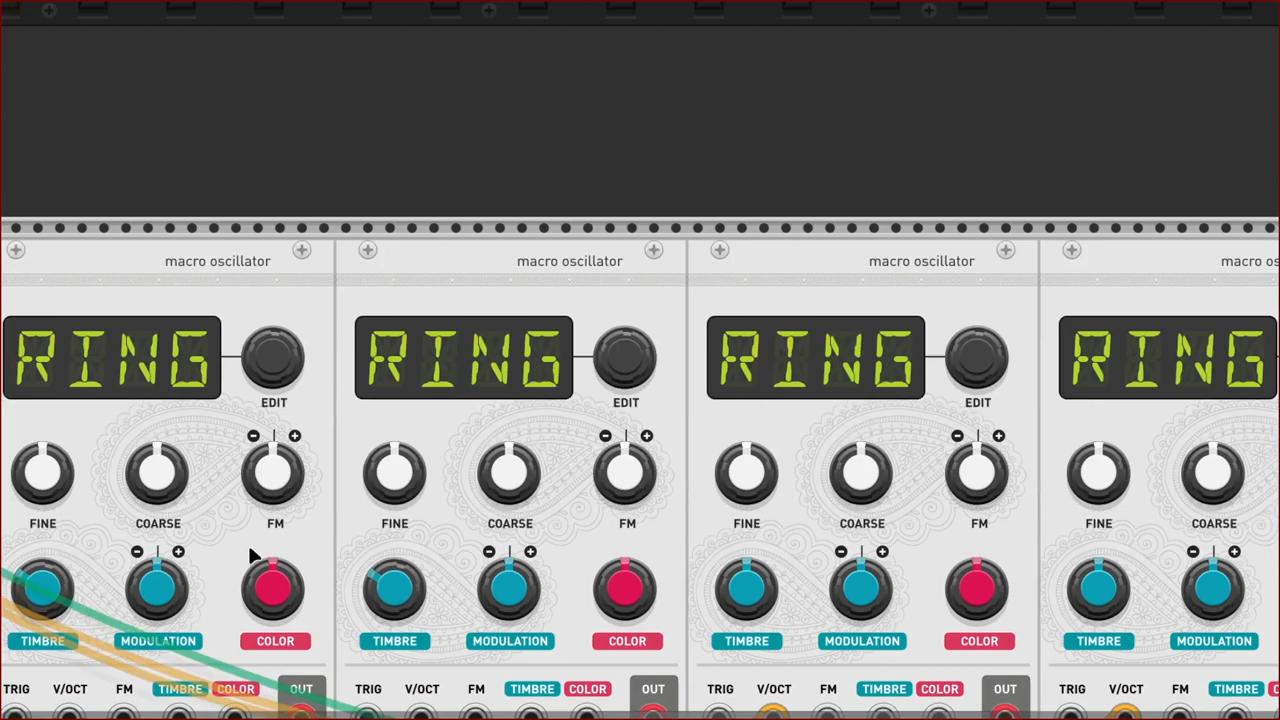 macro oscillator macro oscillator macro oscillator macro os
RING RING RING RING
EDIT EDIT EDIT
FINE COARSE FM FINE COARSE FM FINE COARSE FM FINE COARSE
TIMBRE MODULATION COLOR TIMBRE MODULATION COLOR TIMBRE MODULATION COLOR TIMBRE MODULATION
TRIG V/OCT FM TIMBRE COLOR OUT TRIG V/OCT FM TIMBRE COLOR OUT TRIG V/OCT FM TIMBRE COLOR OUT TRIG V/OCT FM TIMBRE C